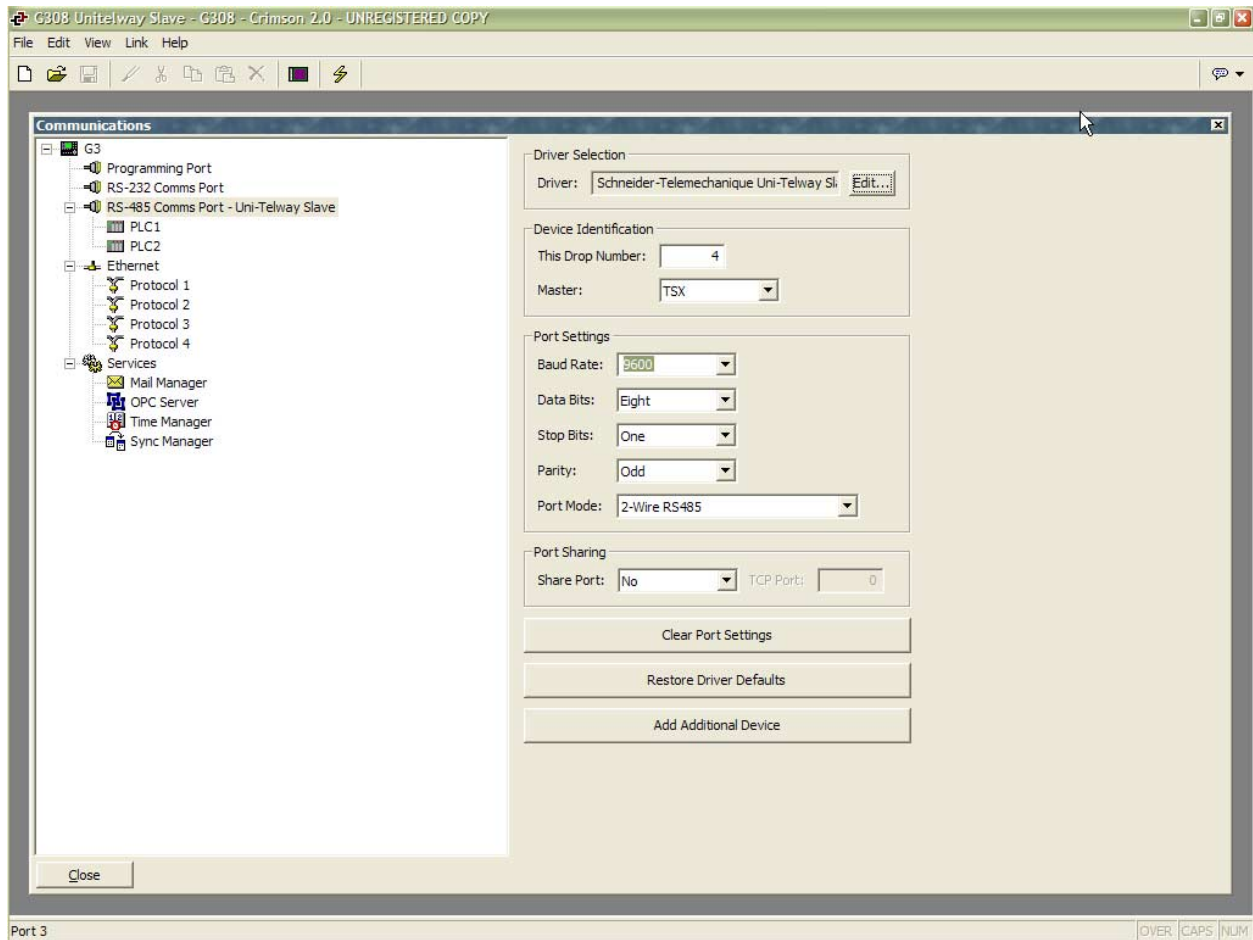 G308 Unitelway Slave - G308 - Crimson 2.0 - UNREGISTERED COPY
File Edit View Link Help
Communications
G3
Programming Port
RS-232 Comms Port
RS-485 Comms Port - Uni-Telway Slave
PLC1
PLC2
Ethernet
Protocol 1
Protocol 2
Protocol 3
Protocol 4
Services
Mail Manager
OPC Server
Time Manager
Sync Manager
Driver Selection
Driver: Schneider-Telemechanique Uni-Telway Sl Edit...
Device Identification
This Drop Number: 4
Master: TSX
Port Settings
Baud Rate: 9600
Data Bits: Eight
Stop Bits: One
Parity: Odd
Port Mode: 2-Wire RS485
Port Sharing
Share Port: No TCP Port: 0
Clear Port Settings
Restore Driver Defaults
Add Additional Device
Close
Port 3 OVER CAPS NUM